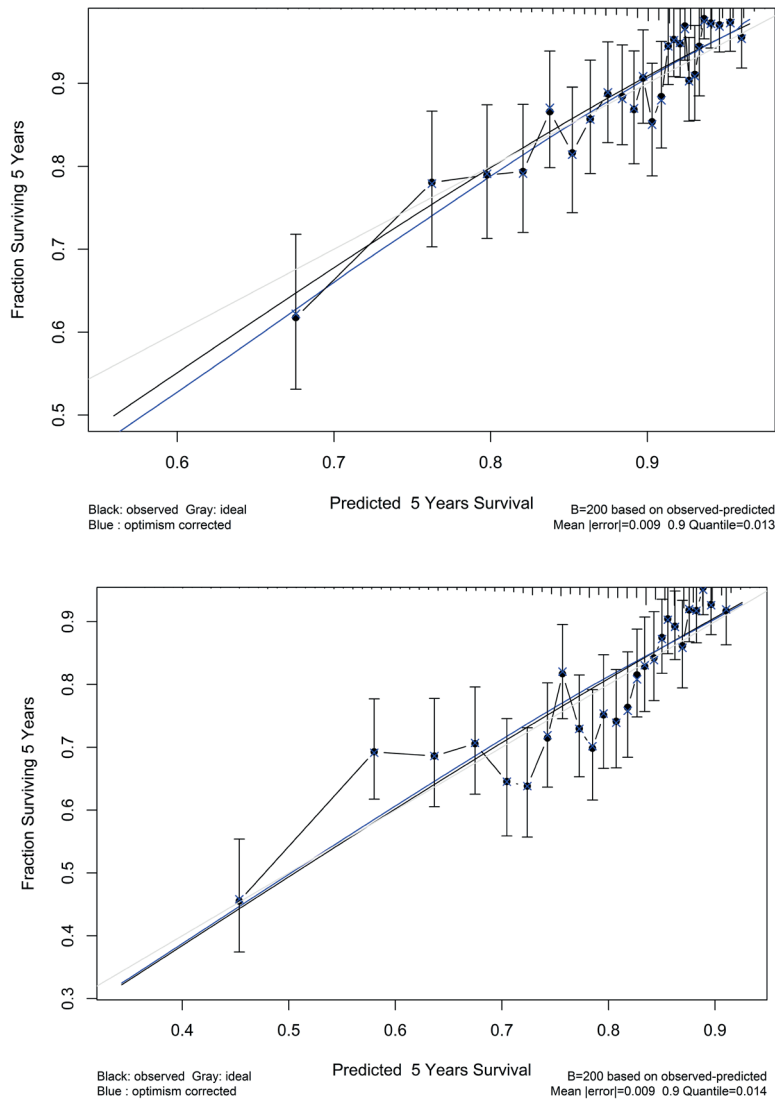 Fraction Surviving 5 Years
0.9
0.8
0.7
0.6
0.5
0.6 0.7 0.8 0.9
Predicted 5 Years Survival
Black: observed Gray: ideal
Blue : optimism corrected
B=200 based on observed-predicted
Mean |error|=0.009 0.9 Quantile=0.013
Fraction Surviving 5 Years
0.9
0.8
0.7
0.6
0.5
0.4
0.3
0.4 0.5 0.6 0.7 0.8 0.9
Predicted 5 Years Survival
Black: observed Gray: ideal
Blue : optimism corrected
B=200 based on observed-predicted
Mean |error|=0.009 0.9 Quantile=0.014